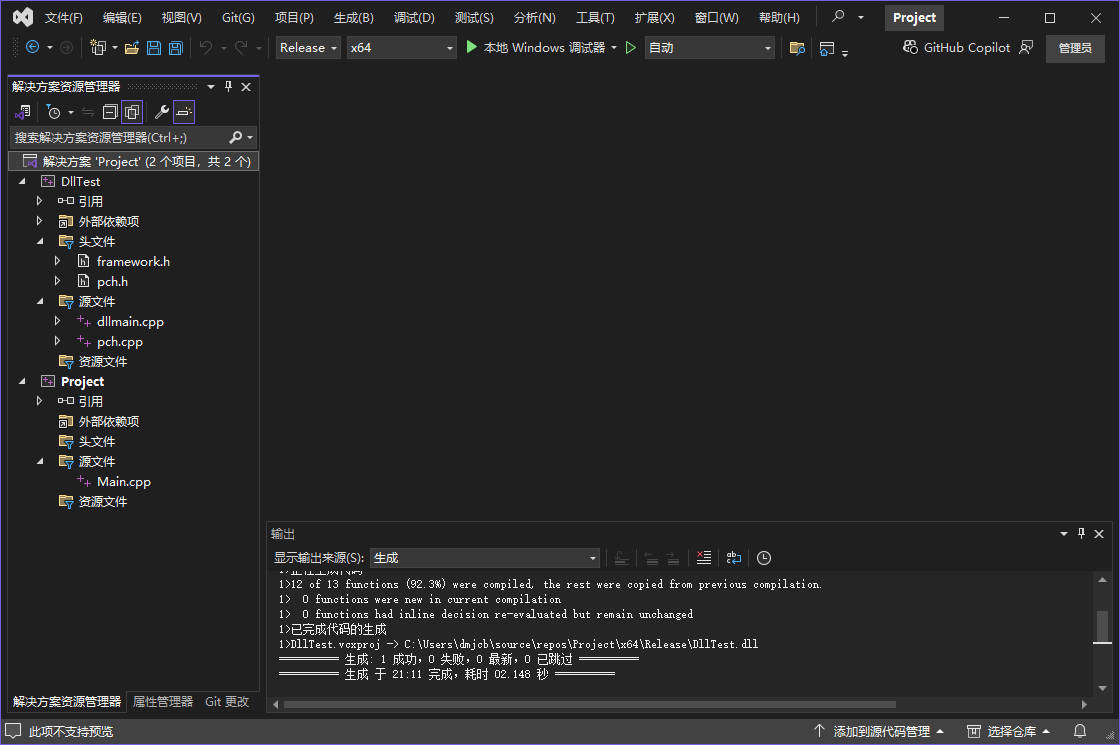 文件(F) 编辑(E) 视图(V) Git(G) 项目(P) 生成(B) 调试(D) 测试(S) 分析(N) 工具(T) 扩展(X) 窗口(W) 帮助(H) Project
Release x64 本地 Windows 调试器 自动 GitHub Copilot 管理员
解决方案资源管理器
搜索解决方案资源管理器(Ctrl+;)
解决方案 'Project' (2 个项目，共 2 个)
DllTest
引用
外部依赖项
头文件
framework.h
pch.h
源文件
dllmain.cpp
pch.cpp
资源文件
Project
引用
外部依赖项
头文件
源文件
Main.cpp
资源文件
解决方案资源管理器 属性管理器 Git 更改
输出
显示输出来源(S): 生成
1>正在生成代码
1>12 of 13 functions (92.3%) were compiled, the rest were copied from previous compilation.
1>  0 functions were new in current compilation
1>  0 functions had inline decision re-evaluated but remain unchanged
1>已完成代码的生成
1>DllTest.vcxproj -> C:\Users\dmjcb\source\repos\Project\x64\Release\DllTest.dll
========== 生成: 1 成功，0 失败，0 最新，0 已跳过 ==========
========== 生成 于 21:11 完成，耗时 02.148 秒 ==========
此项不支持预览 添加到源代码管理 选择仓库